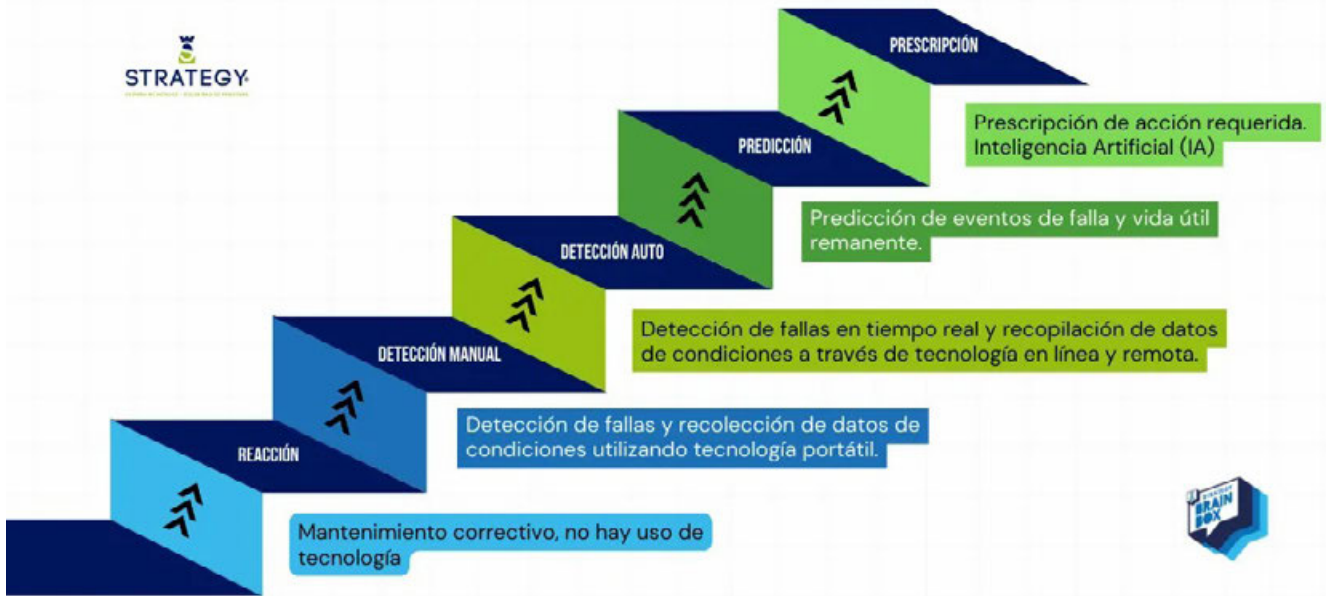 STRATEGY
PRESCRIPCIÓN
Prescripción de acción requerida.
Inteligencia Artificial (IA)
PREDICCIÓN
Predicción de eventos de falla y vida útil
remanente.
DETECCIÓN AUTO
Detección de fallas en tiempo real y recopilación de datos
de condiciones a través de tecnología en línea y remota.
DETECCIÓN MANUAL
Detección de fallas y recolección de datos de
condiciones utilizando tecnología portátil.
REACCIÓN
Mantenimiento correctivo, no hay uso de
tecnología
BRAIN
BOX